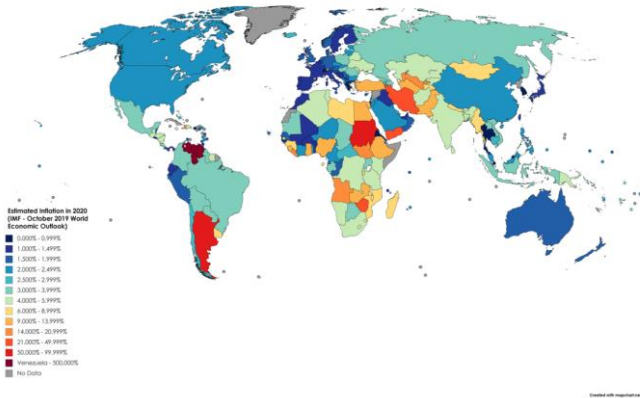 Estimated Inflation in 2020
(IMF - October 2019 World
Economic Outlook)
0.000% - 0.999%
1.000% - 1.499%
1.500% - 1.999%
2.000% - 2.499%
2.500% - 2.999%
3.000% - 3.999%
4.000% - 5.999%
6.000% - 8.999%
9.000% - 13.999%
14.000% - 20.999%
21.000% - 49.999%
50.000% - 99.999%
Venezuela - 500,000%
No Data
Created with mapchart.net